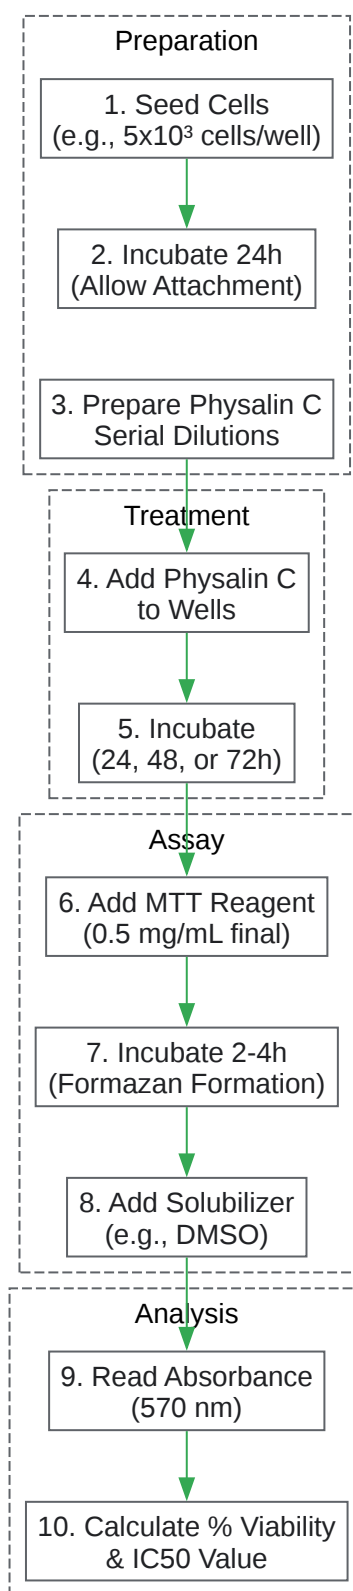 Preparation
1. Seed Cells
(e.g., 5x10³ cells/well)
2. Incubate 24h
(Allow Attachment)
3. Prepare Physalin C
Serial Dilutions
Treatment
4. Add Physalin C
to Wells
5. Incubate
(24, 48, or 72h)
Assay
6. Add MTT Reagent
(0.5 mg/mL final)
7. Incubate 2-4h
(Formazan Formation)
8. Add Solubilizer
(e.g., DMSO)
Analysis
9. Read Absorbance
(570 nm)
10. Calculate % Viability
& IC50 Value